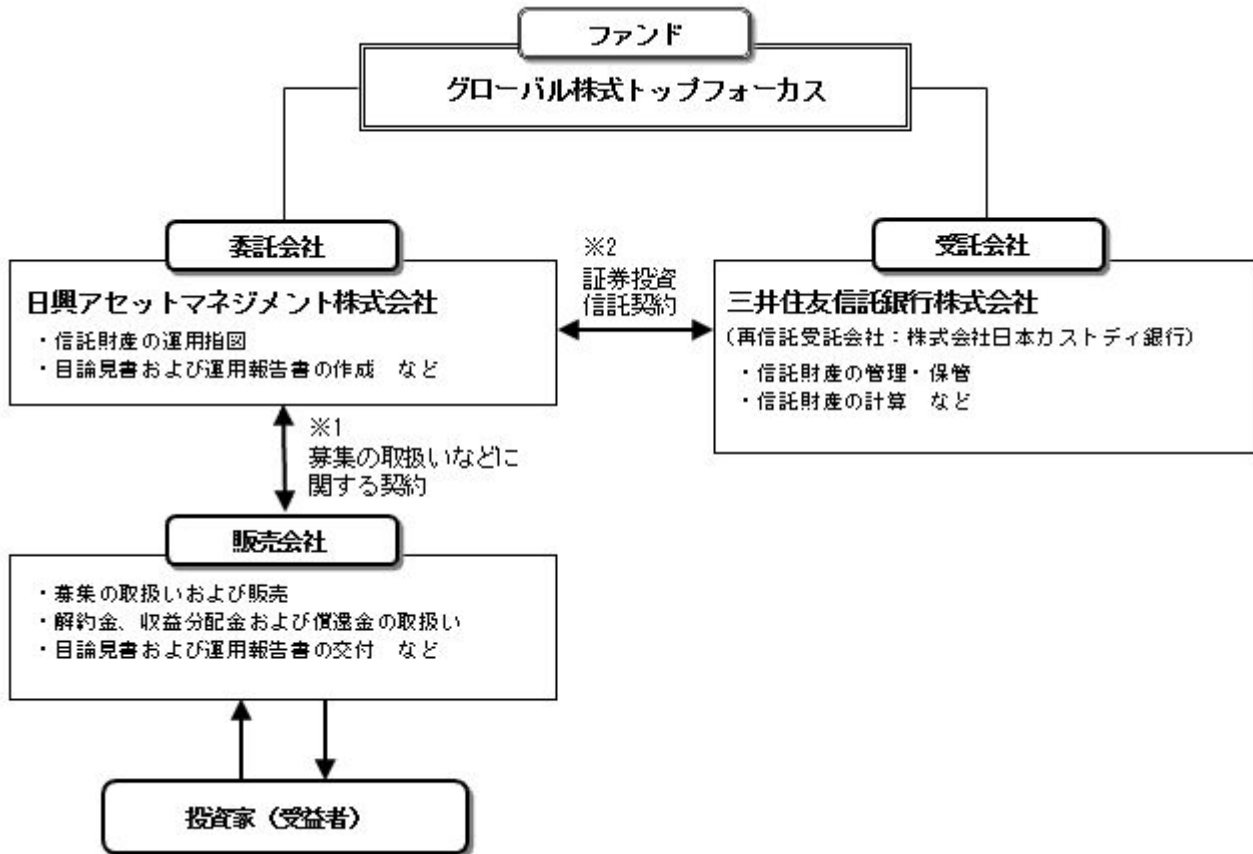 ファンド
グローバル株式トップフォーカス
委託会社
日興アセットマネジメント株式会社
・信託財産の運用指図
・目論見書および運用報告書の作成　など
※2
証券投資
信託契約
受託会社
三井住友信託銀行株式会社
(再信託受託会社：株式会社日本カストディ銀行)
・信託財産の管理・保管
・信託財産の計算　など
※1
募集の取扱いなどに
関する契約
販売会社
・募集の取扱いおよび販売
・解約金、収益分配金および償還金の取扱い
・目論見書および運用報告書の交付　など
投資家（受益者）